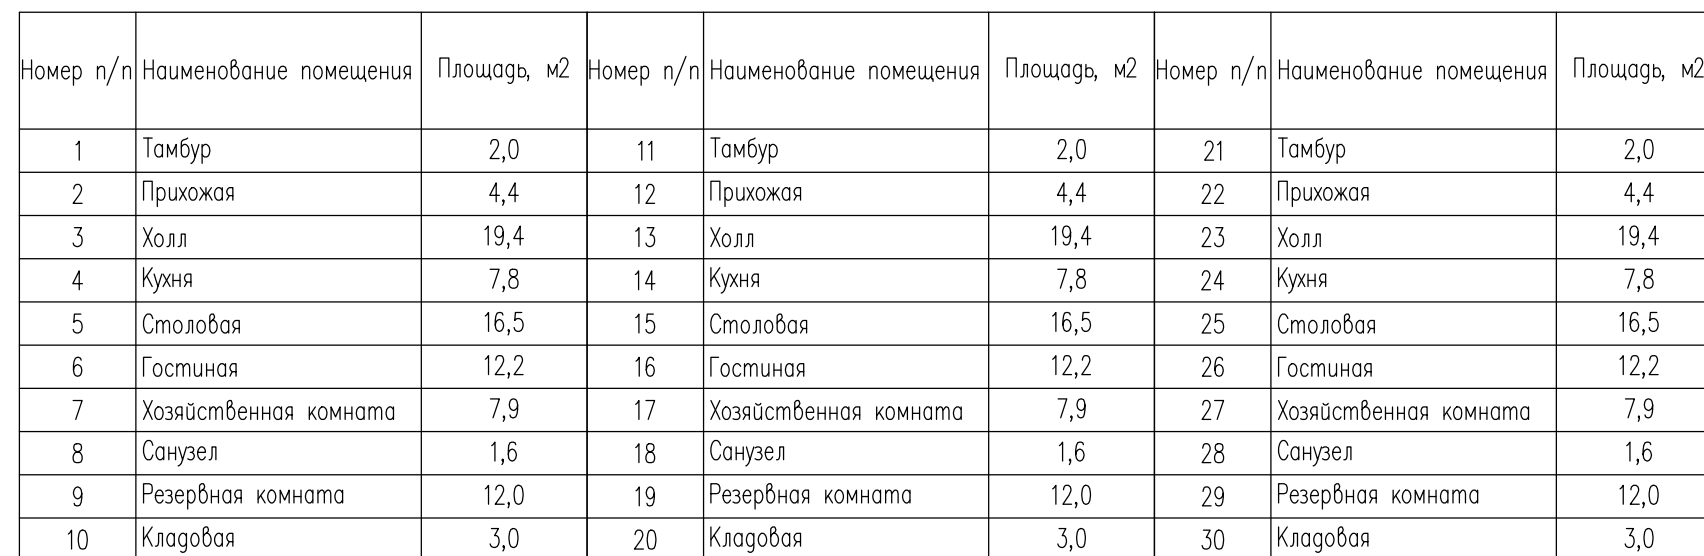 Номер п/п Наименование помещения Площадь, м2 Номер п/п Наименование помещения Площадь, м2 Номер п/п Наименование помещения Площадь, м2
1 Тамбур 2,0 11 Тамбур 2,0 21 Тамбур 2,0
2 Прихожая 4,4 12 Прихожая 4,4 22 Прихожая 4,4
3 Холл 19,4 13 Холл 19,4 23 Холл 19,4
4 Кухня 7,8 14 Кухня 7,8 24 Кухня 7,8
5 Столовая 16,5 15 Столовая 16,5 25 Столовая 16,5
6 Гостиная 12,2 16 Гостиная 12,2 26 Гостиная 12,2
7 Хозяйственная комната 7,9 17 Хозяйственная комната 7,9 27 Хозяйственная комната 7,9
8 Санузел 1,6 18 Санузел 1,6 28 Санузел 1,6
9 Резервная комната 12,0 19 Резервная комната 12,0 29 Резервная комната 12,0
10 Кладовая 3,0 20 Кладовая 3,0 30 Кладовая 3,0